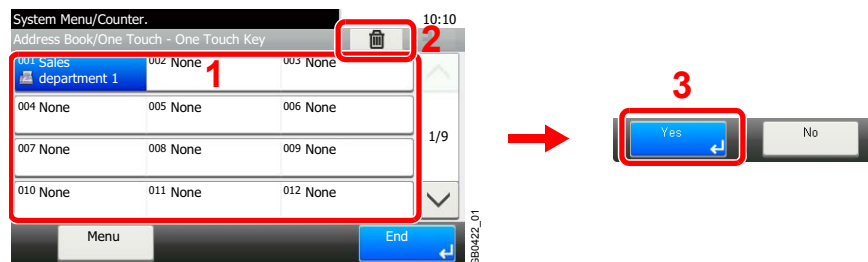 System Menu/Counter. 10:10
Address Book/One Touch - One Touch Key 2
001 Sales department 1 002 None 1 003 None
004 None 005 None 006 None
1/9
007 None 008 None 009 None
010 None 011 None 012 None
Menu End
GB0422_01
3
Yes No